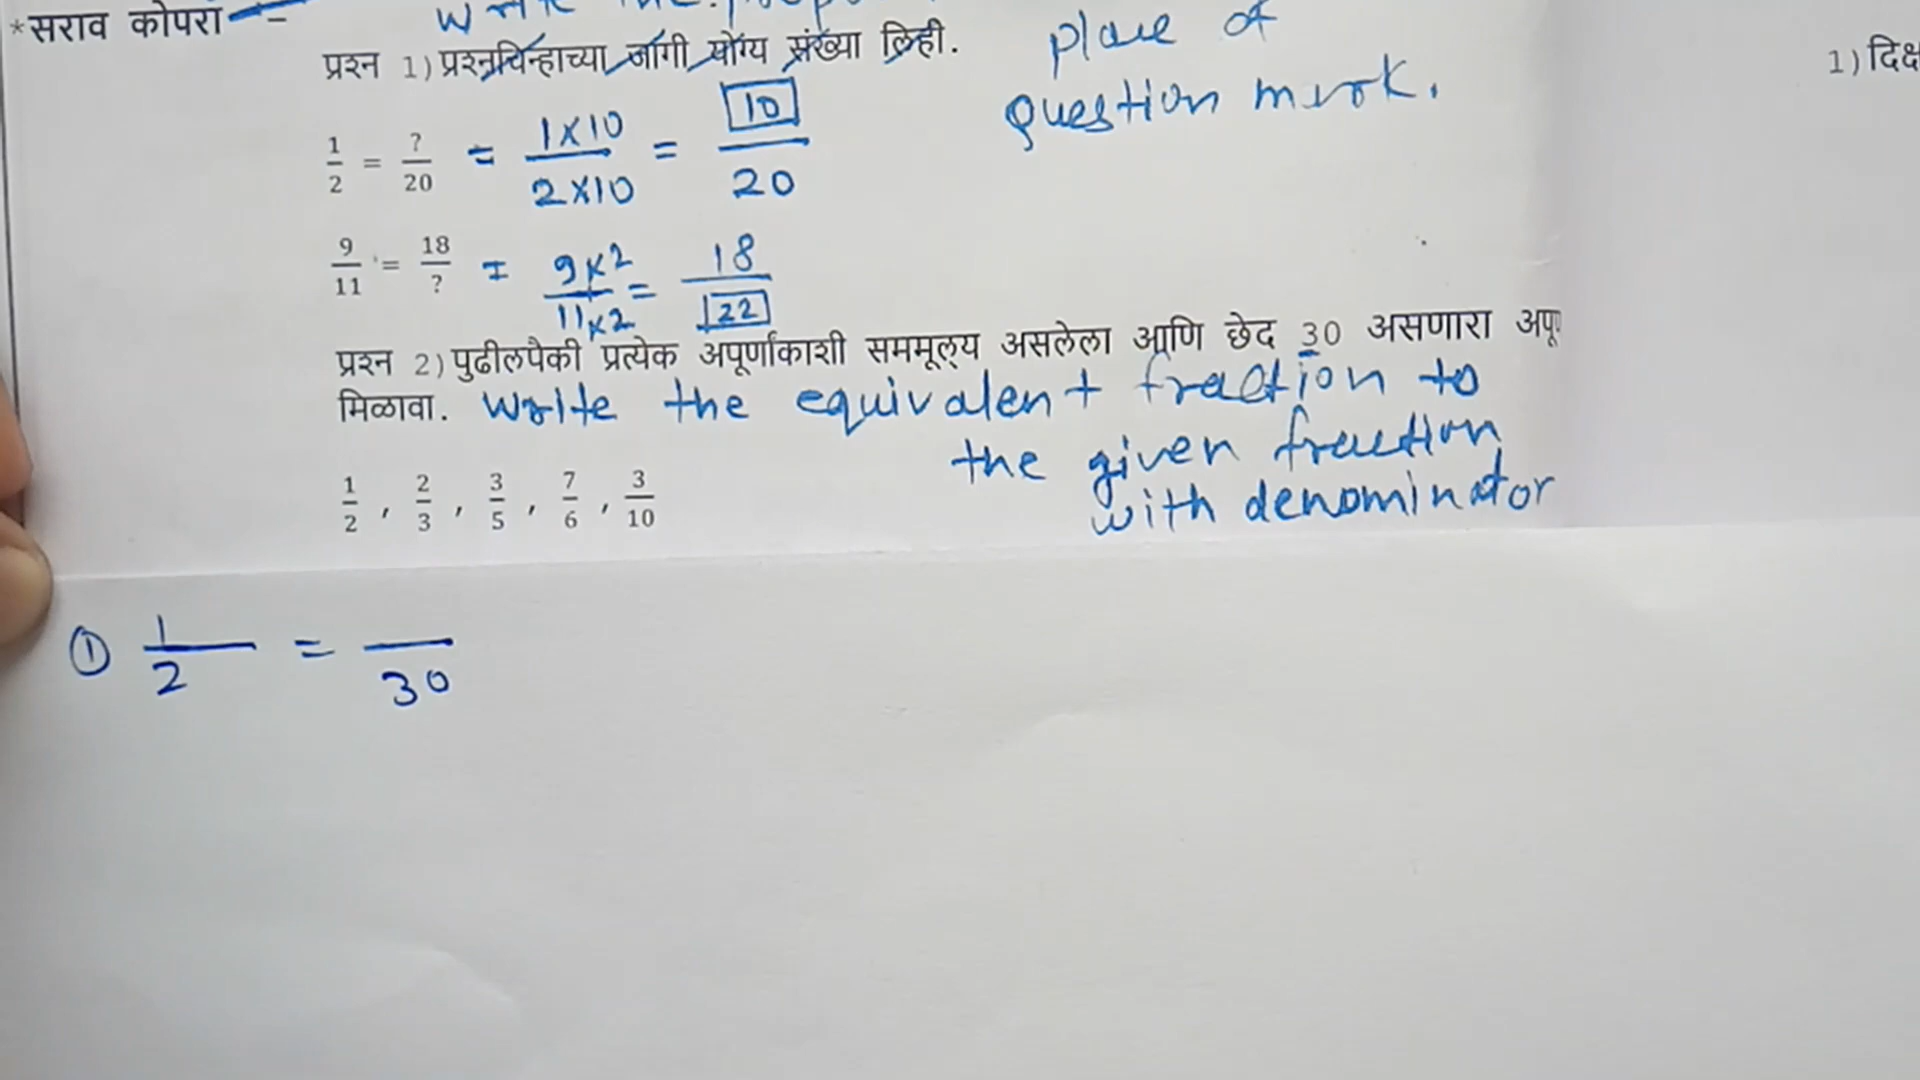 *सराव कोपरा -
प्रश्न 1) प्रश्नचिन्हाच्या जागी योग्य संख्या लिही. place of
question mark.
1/2 = ?/20 = 1×10/2×10 = 10/20
9/11 = 18/? = 9×2/11×2 = 18/22
प्रश्न 2) पुढीलपैकी प्रत्येक अपूर्णांकाशी सममूल्य असलेला आणि छेद 30 असणारा
मिळावा. Write the equivalent fraction to
the given fraction
with denominator
1/2 , 2/3 , 3/5 , 7/6 , 3/10
① 1/2 = /30
1)